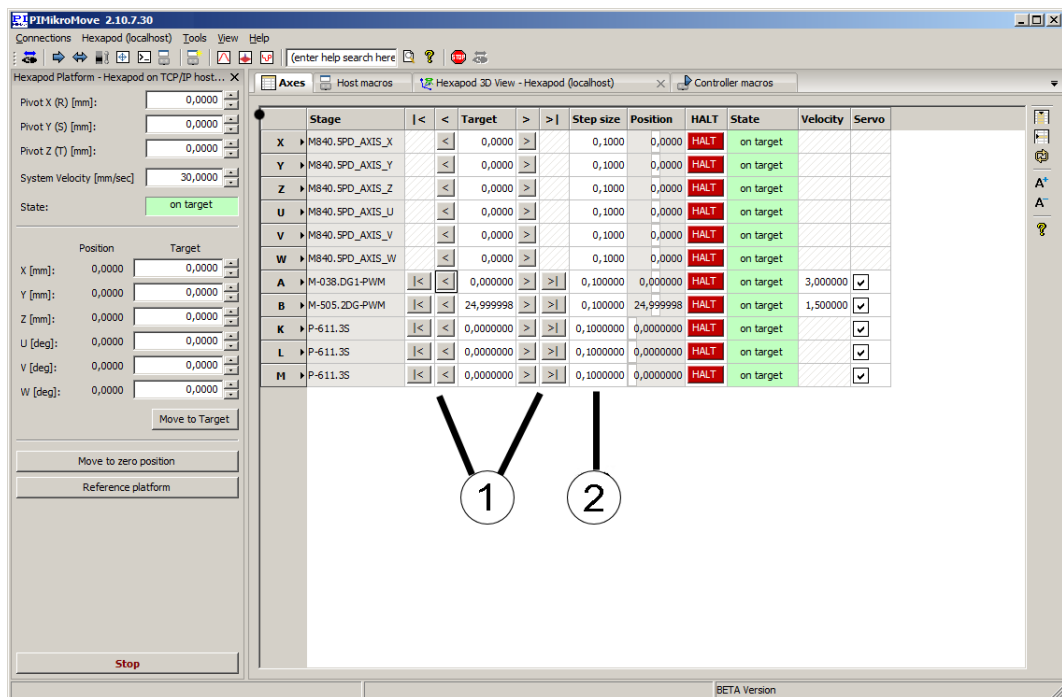 PIMikroMove 2.10.7.30
Connections Hexapod (localhost) Tools View Help
(enter help search here
Hexapod Platform - Hexapod on TCP/IP host... X
Axes Host macros Hexapod 3D View - Hexapod (localhost) Controller macros
Pivot X (R) [mm]: 0,0000
Pivot Y (S) [mm]: 0,0000
Pivot Z (T) [mm]: 0,0000
System Velocity [mm/sec] 30,0000
State: on target
Position Target
X [mm]: 0,0000 0,0000
Y [mm]: 0,0000 0,0000
Z [mm]: 0,0000 0,0000
U [deg]: 0,0000 0,0000
V [deg]: 0,0000 0,0000
W [deg]: 0,0000 0,0000
Move to Target
Move to zero position
Reference platform
Stop
Stage |< < Target > >| Step size Position HALT State Velocity Servo
X M840.5PD_AXIS_X < 0,0000 > 0,1000 0,0000 HALT on target
Y M840.5PD_AXIS_Y < 0,0000 > 0,1000 0,0000 HALT on target
Z M840.5PD_AXIS_Z < 0,0000 > 0,1000 0,0000 HALT on target
U M840.5PD_AXIS_U < 0,0000 > 0,1000 0,0000 HALT on target
V M840.5PD_AXIS_V < 0,0000 > 0,1000 0,0000 HALT on target
W M840.5PD_AXIS_W < 0,0000 > 0,1000 0,0000 HALT on target
A M-038.DG1-PWM |< < 0,000000 > >| 0,100000 0,000000 HALT on target 3,000000
B M-505.2DG-PWM |< < 24,999998 > >| 0,100000 24,999998 HALT on target 1,500000
K P-611.3S |< < 0,0000000 > >| 0,1000000 0,0000000 HALT on target
L P-611.3S |< < 0,0000000 > >| 0,1000000 0,0000000 HALT on target
M P-611.3S |< < 0,0000000 > >| 0,1000000 0,0000000 HALT on target
A+
A-
1 2
BETA Version